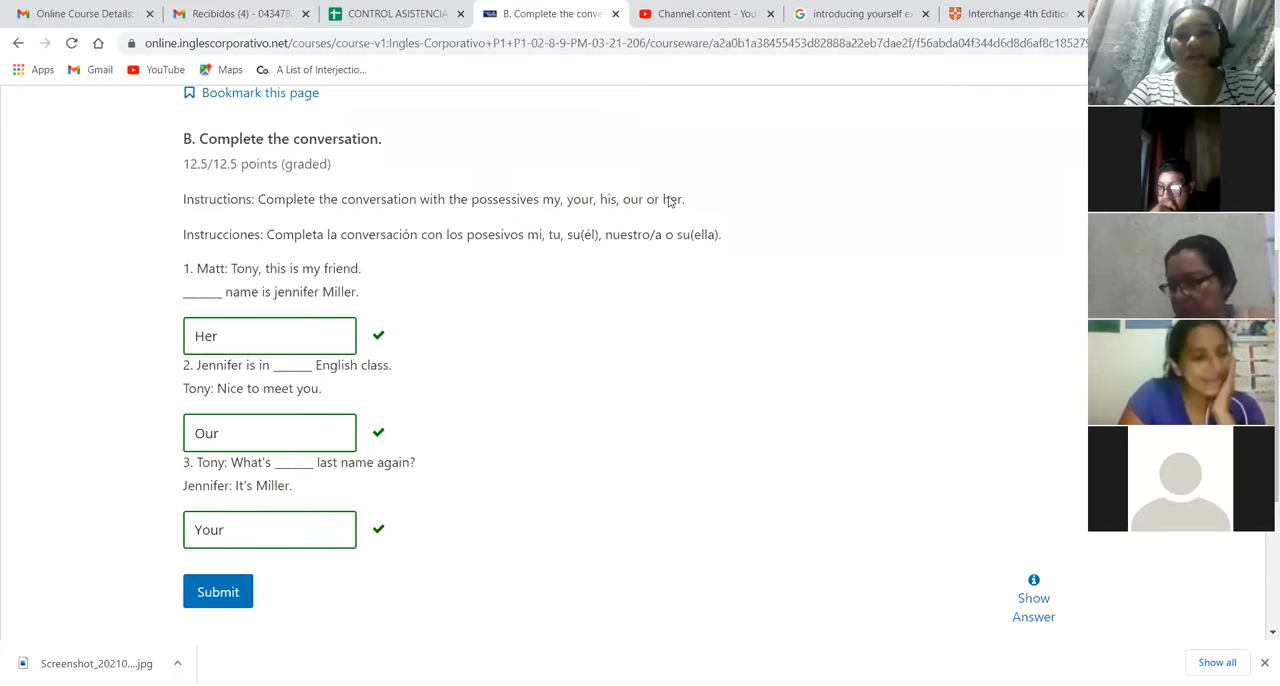 Online Course Details:
Recibidos (4) - 043478
CONTROL ASISTENCIA
B. Complete the conve
Channel content - You
introducing yourself ex
Interchange 4th Edition
online.inglescorporativo.net/courses/course-v1:Ingles-Corporativo+P1+P1-02-8-9-PM-03-21-206/courseware/a2a0b1a38455453d82888a22eb7dae2f/f56abda04f344d6d8d6af8c185279
Apps
Gmail
YouTube
Maps
Co.
A List of Interjectio...
Bookmark this page
B. Complete the conversation.
12.5/12.5 points (graded)
Instructions: Complete the conversation with the possessives my, your, his, our or her.
Instrucciones: Completa la conversación con los posesivos mi, tu, su(él), nuestro/a o su(ella).
1. Matt: Tony, this is my friend.
______ name is jennifer Miller.
Her
2. Jennifer is in ______ English class.
Tony: Nice to meet you.
Our
3. Tony: What's ______ last name again?
Jennifer: It's Miller.
Your
Submit
Show
Answer
Screenshot_20210....jpg
Show all